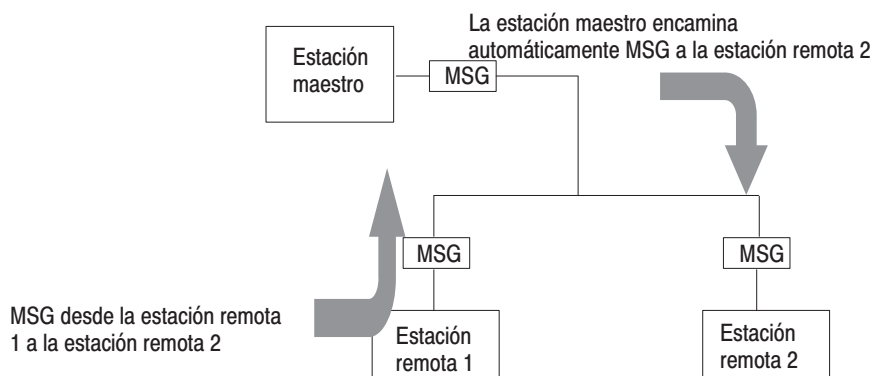 La estación maestro encamina
automáticamente MSG a la estación remota 2
Estación
maestro
MSG
MSG
MSG
MSG desde la estación remota
1 a la estación remota 2
Estación
remota 1
Estación
remota 2